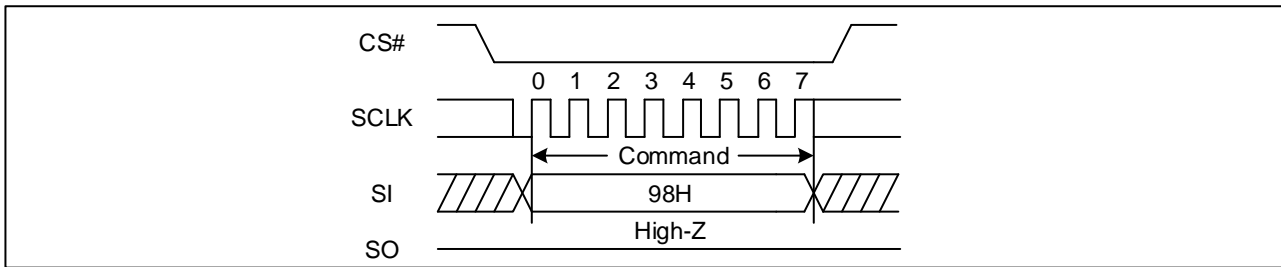 CS#
0 1 2 3 4 5 6 7
SCLK
Command
SI
98H
High-Z
SO